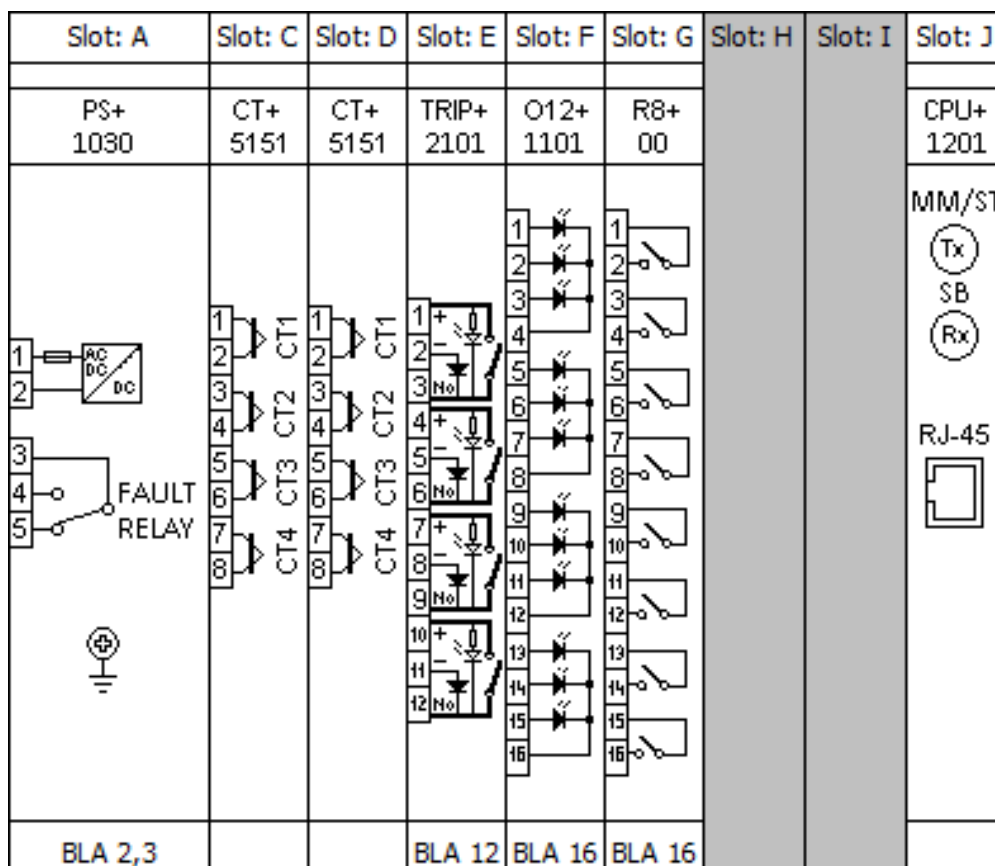 Slot: A Slot: C Slot: D Slot: E Slot: F Slot: G Slot: H Slot: I Slot: J
PS+ CT+ CT+ TRIP+ O12+ R8+ CPU+
1030 5151 5151 2101 1101 00 1201
1
2
AC
DC
DC
3
4
5
FAULT
RELAY
1
2
CT1
3
4
CT2
5
6
CT3
7
8
CT4
1
2
CT1
3
4
CT2
5
6
CT3
7
8
CT4
1 +
2 −
3 No
4 +
5 −
6 No
7 +
8 −
9 No
10 +
11 −
12 No
1
2
3
4
5
6
7
8
9
10
11
12
13
14
15
16
1
2
3
4
5
6
7
8
9
10
11
12
13
14
15
16
MM/ST
Tx
SB
Rx
RJ-45
BLA 2,3 BLA 12 BLA 16 BLA 16